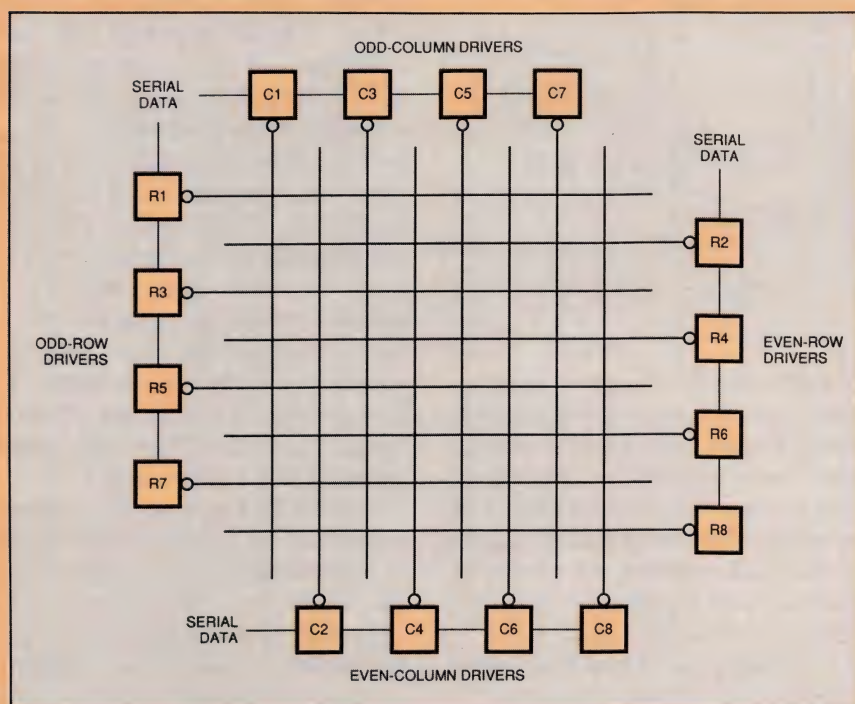 ODD-COLUMN DRIVERS
SERIAL
DATA
C1
C3
C5
C7
SERIAL
DATA
R1
R2
R3
R4
ODD-ROW
DRIVERS
EVEN-ROW
DRIVERS
R5
R6
R7
R8
SERIAL
DATA
C2
C4
C6
C8
EVEN-COLUMN DRIVERS